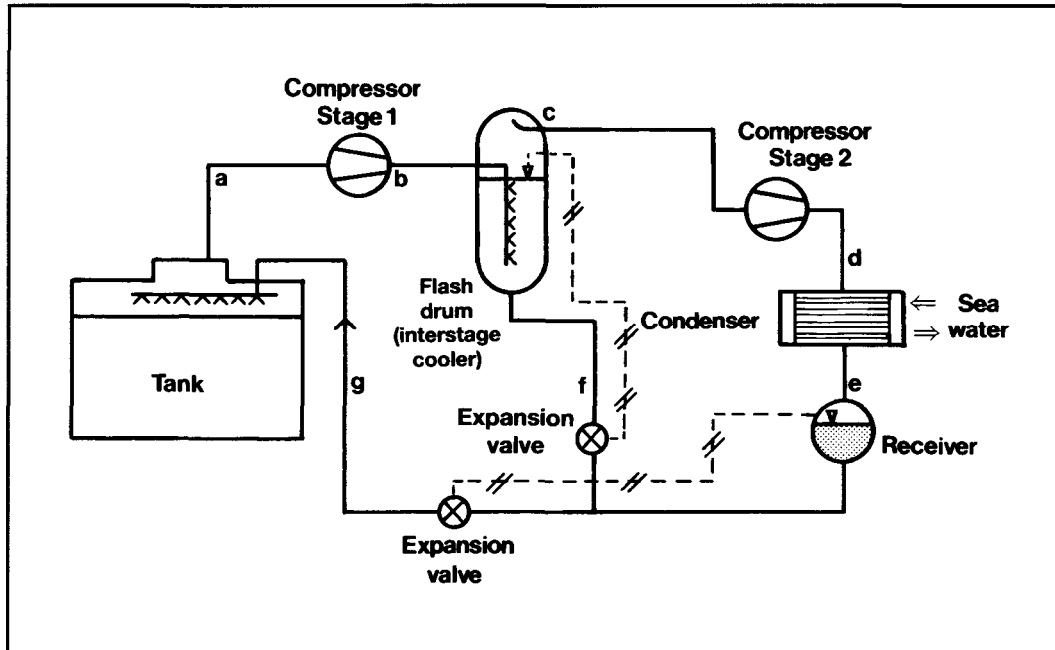 Compressor
Stage 1
c
Compressor
Stage 2
a
b
d
Flash
drum
(interstage
cooler)
Condenser
Sea
water
Tank
g
f
e
Expansion
valve
Receiver
Expansion
valve